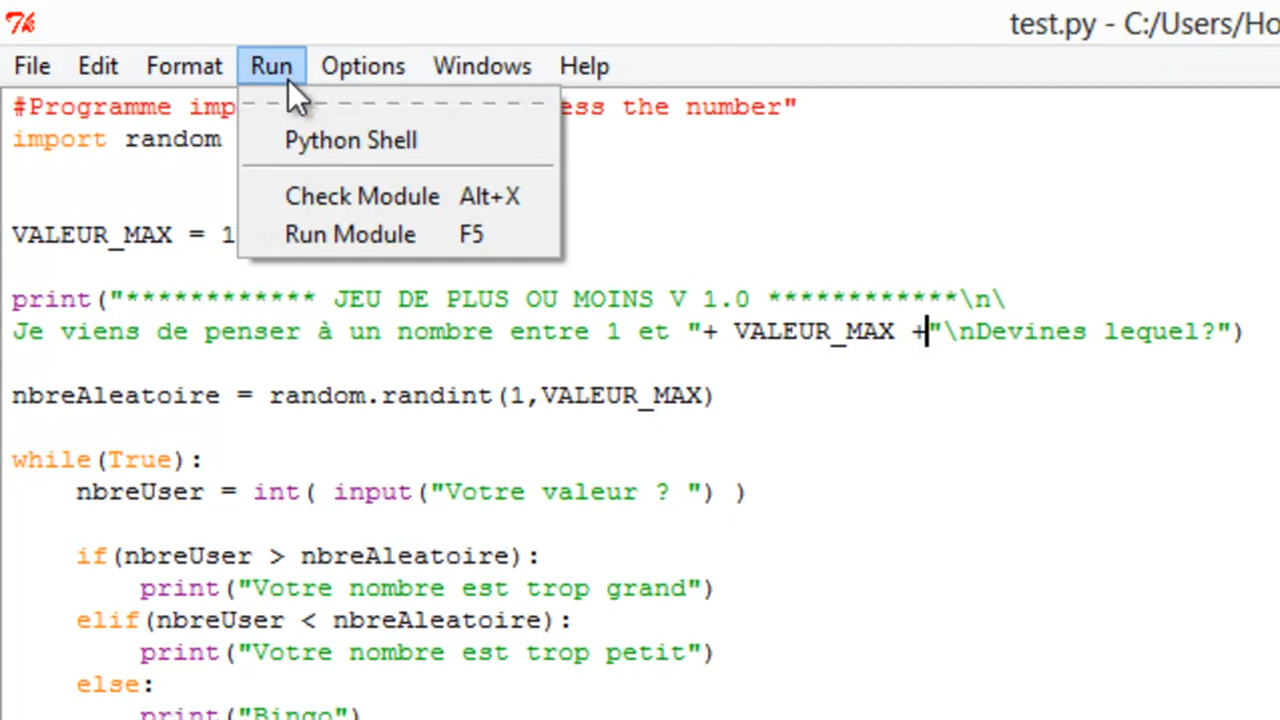 test.py - C:/Users/Ho
File Edit Format Run Options Windows Help
#Programme imp ess the number"
import random
Python Shell
Check Module Alt+X
VALEUR_MAX = 1
Run Module F5
print("************ JEU DE PLUS OU MOINS V 1.0 ************\n\
Je viens de penser à un nombre entre 1 et "+ VALEUR_MAX +"\nDevines lequel?")
nbreAleatoire = random.randint(1,VALEUR_MAX)
while(True):
nbreUser = int( input("Votre valeur ? ") )
if(nbreUser > nbreAleatoire):
print("Votre nombre est trop grand")
elif(nbreUser < nbreAleatoire):
print("Votre nombre est trop petit")
else:
print("Bingo")